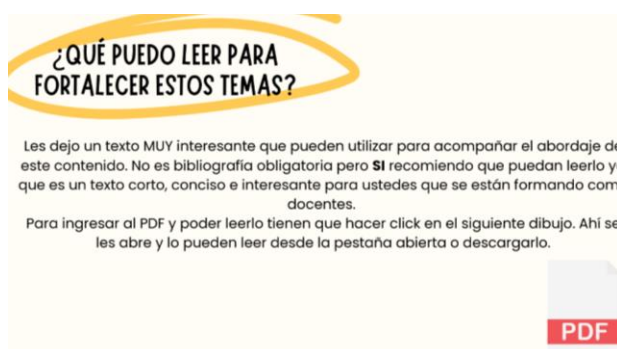 ¿QUÉ PUEDO LEER PARA
FORTALECER ESTOS TEMAS?
Les dejo un texto MUY interesante que pueden utilizar para acompañar el abordaje de
este contenido. No es bibliografía obligatoria pero SI recomiendo que puedan leerlo y
que es un texto corto, conciso e interesante para ustedes que se están formando com
docentes.
Para ingresar al PDF y poder leerlo tienen que hacer click en el siguiente dibujo. Ahí se
les abre y lo pueden leer desde la pestaña abierta o descargarlo.
PDF